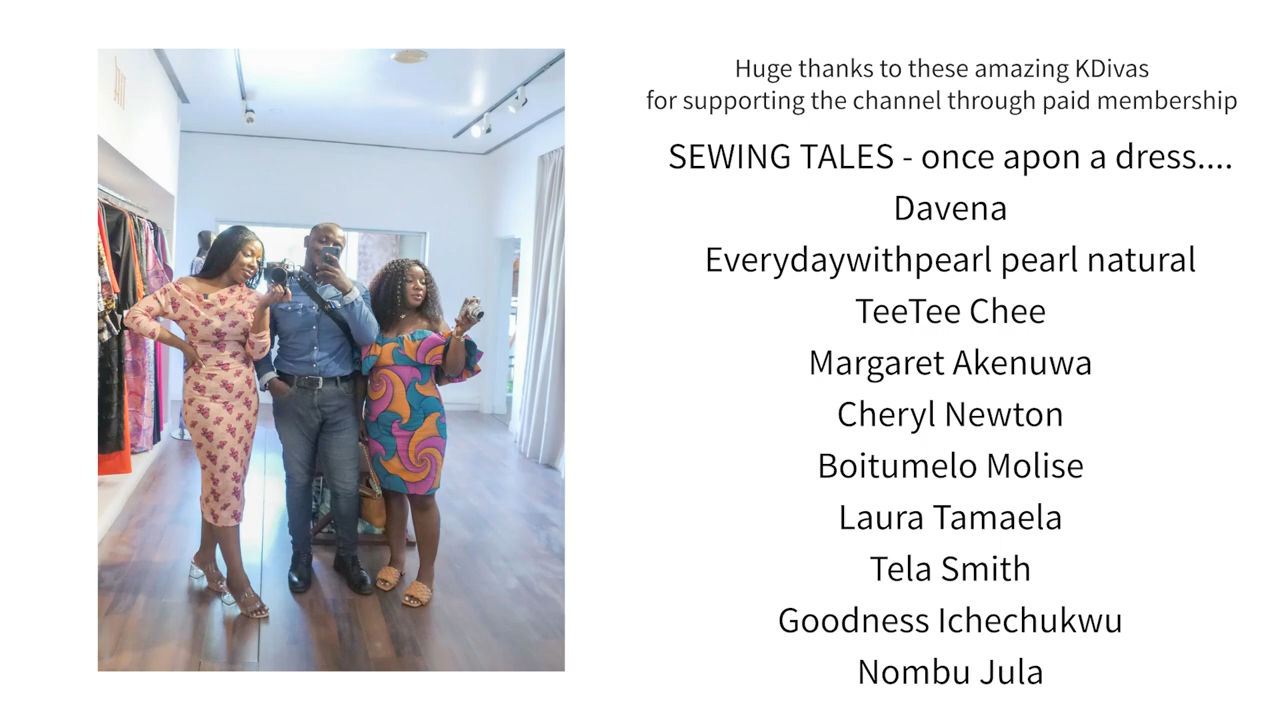 Huge thanks to these amazing KDivas
for supporting the channel through paid membership
SEWING TALES - once apon a dress....
Davena
Everydaywithpearl pearl natural
TeeTee Chee
Margaret Akenuwa
Cheryl Newton
Boitumelo Molise
Laura Tamaela
Tela Smith
Goodness Ichechukwu
Nombu Jula